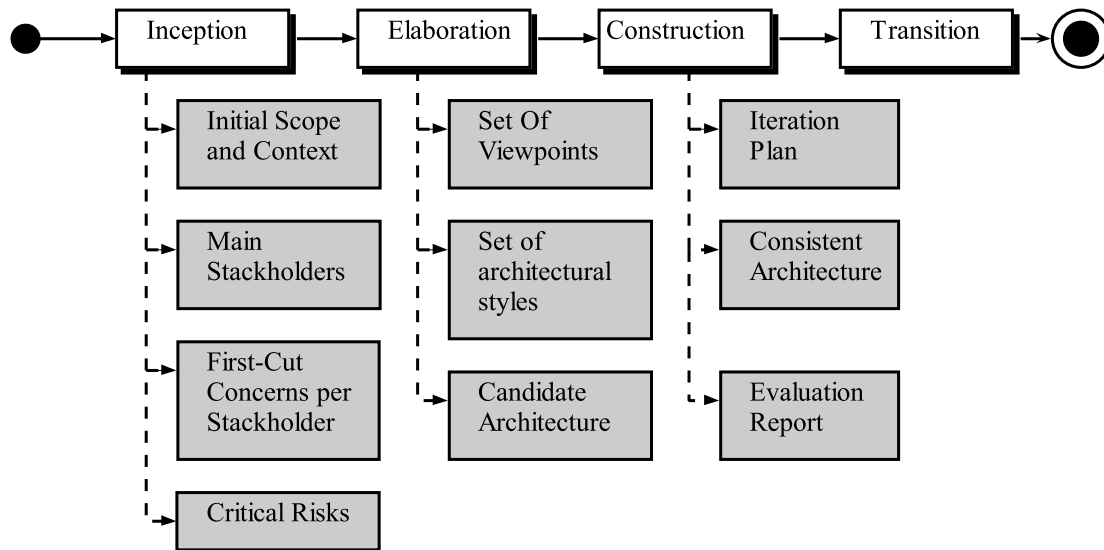 Inception
Elaboration
Construction
Transition
Initial Scope
and Context
Main
Stackholders
First-Cut
Concerns per
Stackholder
Critical Risks
Set Of
Viewpoints
Set of
architectural
styles
Candidate
Architecture
Iteration
Plan
Consistent
Architecture
Evaluation
Report